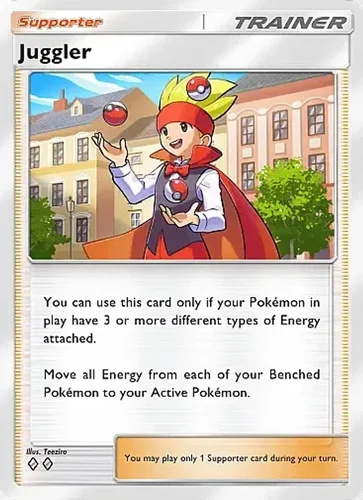 Supporter
TRAINER
Juggler
You can use this card only if your Pokémon in
play have 3 or more different types of Energy
attached.
Move all Energy from each of your Benched
Pokémon to your Active Pokémon.
Illus. Teeziro
You may play only 1 Supporter card during your turn.